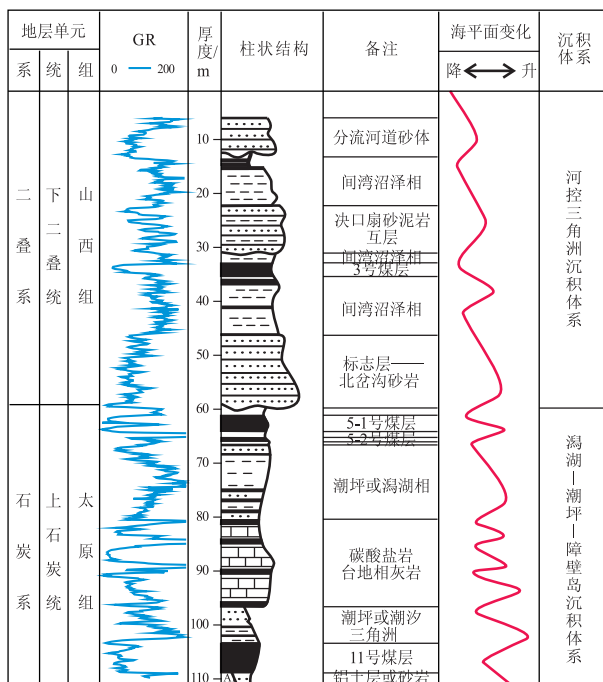 地层单元
GR
厚度/m
柱状结构
备注
海平面变化
沉积体系
系
统
组
0
200
降
升
二叠系
下二叠统
山西组
石炭系
上石炭统
太原组
10
20
30
40
50
60
70
80
90
100
110
A
分流河道砂体
间湾沼泽相
决口扇砂泥岩
互层
间湾沼泽相
3号煤层
间湾沼泽相
标志层——
北岔沟砂岩
5-1号煤层
5-2号煤层
潮坪或潟湖相
碳酸盐岩
台地相灰岩
潮坪或潮汐
三角洲
11号煤层
铝土层或砂岩
河控三角洲沉积体系
潟湖—潮坪—障壁岛沉积体系